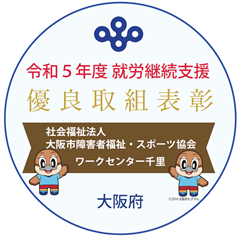 令和５年度 就労継続支援
優良取組表彰
社会福祉法人
大阪市障害者福祉・スポーツ協会
ワークセンター千里
大阪府